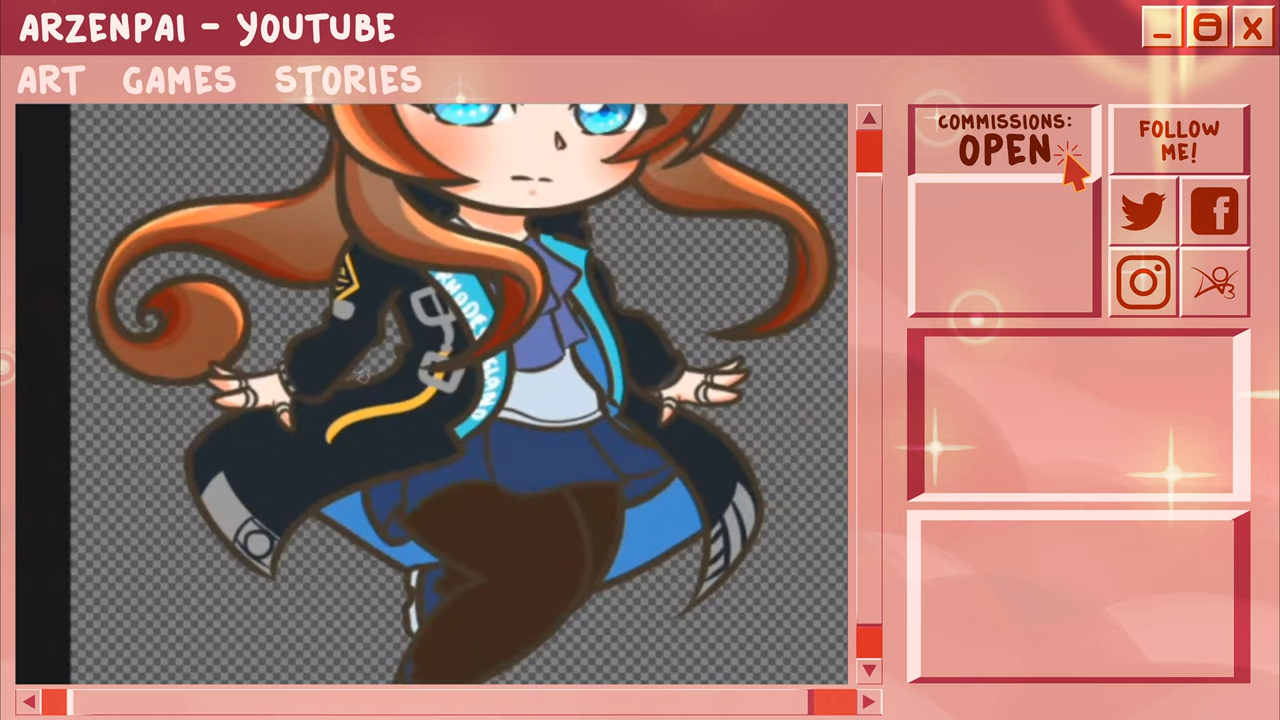 ARZENPAI - YOUTUBE
ART GAMES STORIES
COMMISSIONS:
OPEN
FOLLOW
ME!